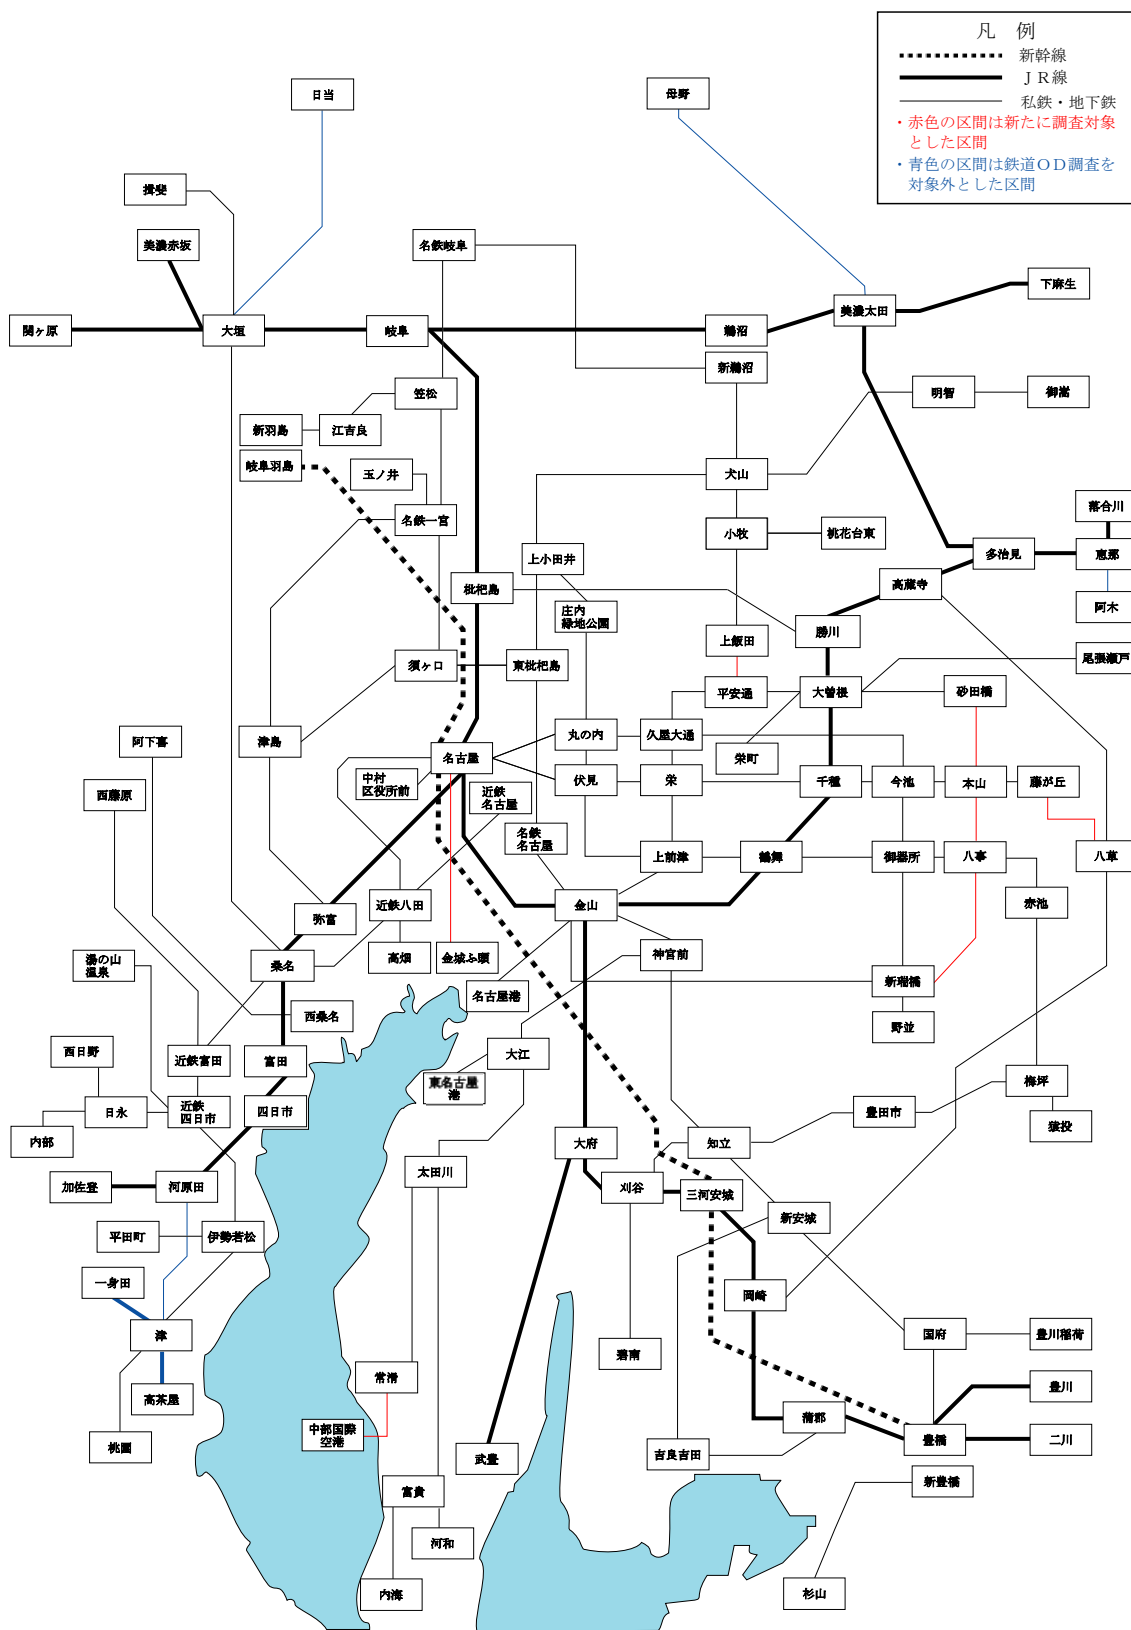 凡　例
新幹線
ＪＲ線
私鉄・地下鉄
・赤色の区間は新たに調査対象
とした区間
・青色の区間は鉄道ＯＤ調査を
対象外とした区間
日当
母野
揖斐
美濃赤坂
名鉄岐阜
下麻生
関ヶ原
大垣
岐阜
鵜沼
美濃太田
新鵜沼
笠松
明智
御嵩
新羽島
江吉良
岐阜羽島
玉ノ井
犬山
名鉄一宮
落合川
小牧
桃花台東
上小田井
多治見
恵那
枇杷島
高蔵寺
阿木
庄内
緑地公園
勝川
上飯田
須ヶ口
東枇杷島
尾張瀬戸
平安通
大曽根
砂田橋
阿下喜
津島
名古屋
丸の内
久屋大通
栄町
中村
区役所前
伏見
栄
千種
今池
本山
藤が丘
西藤原
近鉄
名古屋
名鉄
名古屋
上前津
鶴舞
御器所
八事
八草
弥富
近鉄八田
金山
赤池
湯の山
温泉
桑名
高畑
金城ふ頭
神宮前
名古屋港
新瑞橋
西桑名
野並
西日野
近鉄富田
富田
大江
東名古屋
港
梅坪
日永
近鉄
四日市
四日市
豊田市
猿投
内部
大府
知立
加佐登
河原田
太田川
刈谷
三河安城
新安城
平田町
伊勢若松
一身田
岡崎
津
国府
豊川稲荷
碧南
高茶屋
常滑
豊川
中部国際
空港
蒲郡
桃園
武豊
吉良吉田
豊橋
二川
富貴
新豊橋
河和
内海
杉山